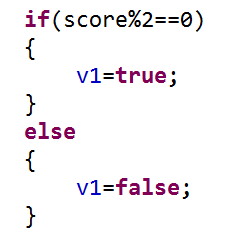 if(score%2==0)
{
    v1=true;
}
else
{
    v1=false;
}